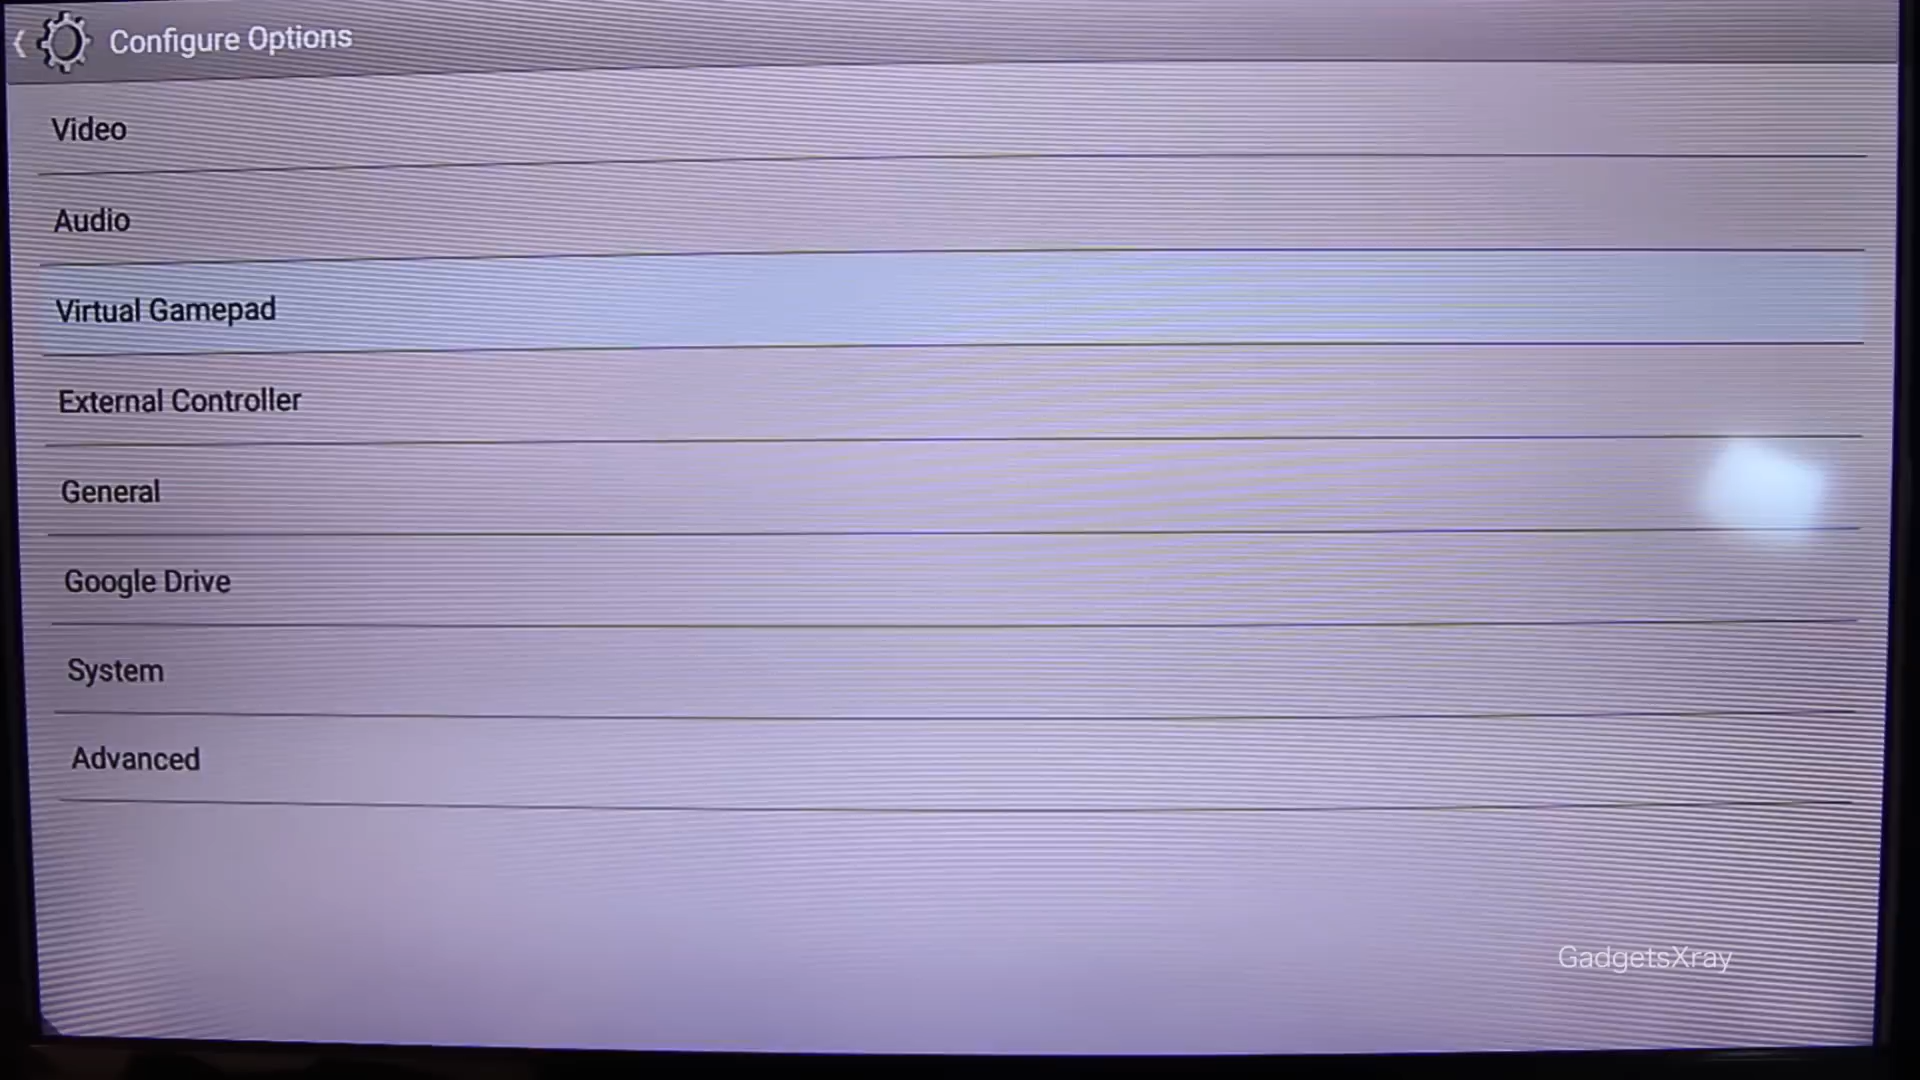 Configure Options
Video
Audio
Virtual Gamepad
External Controller
General
Google Drive
System
Advanced
GadgetsXray